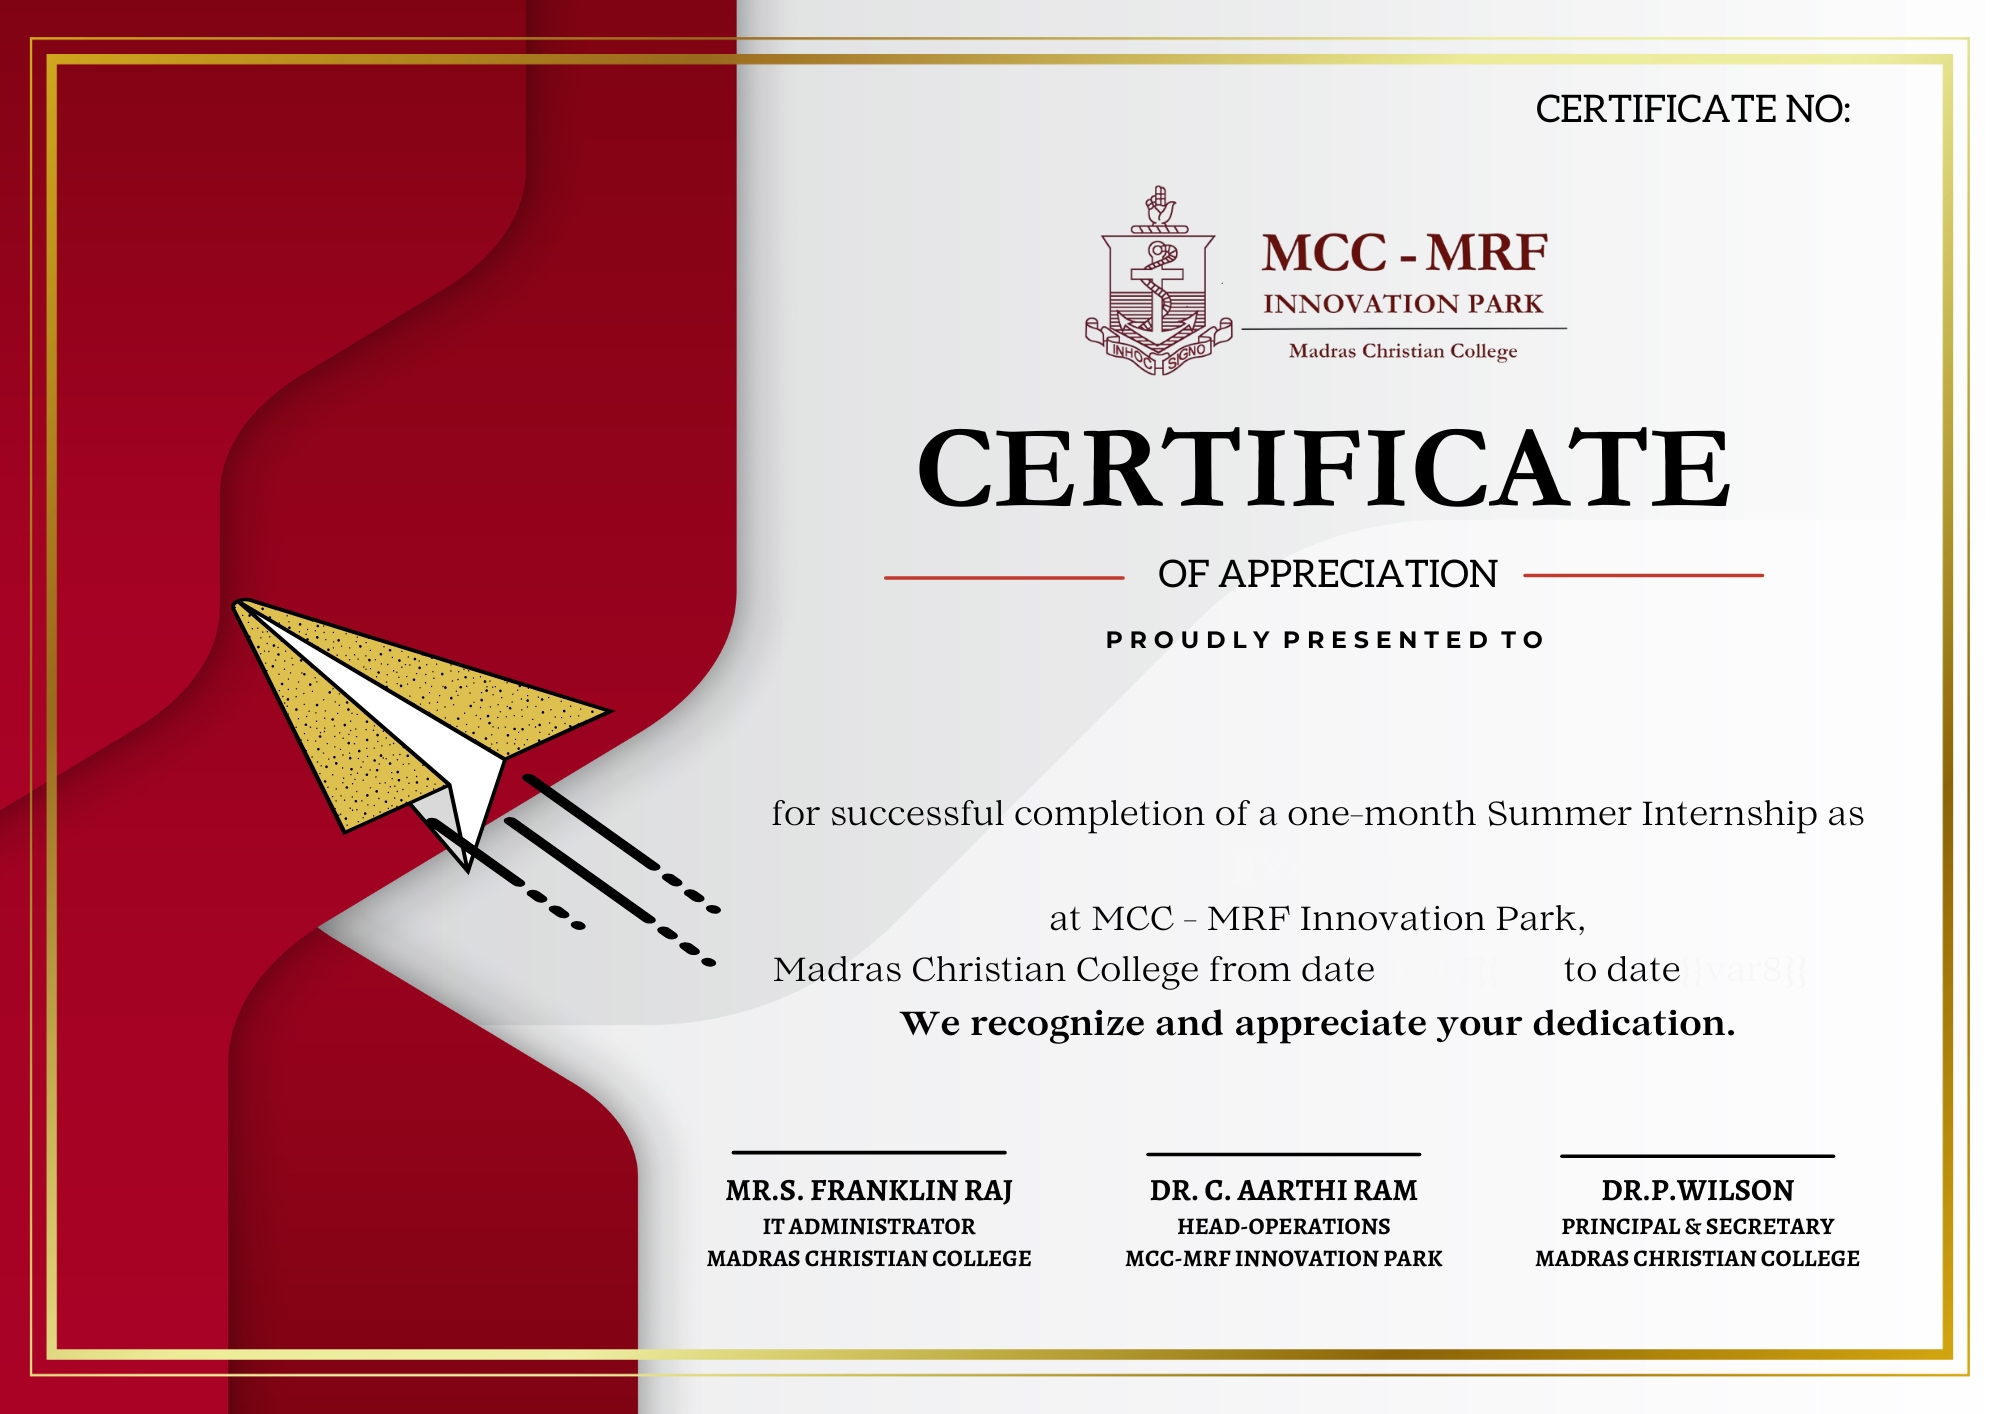 CERTIFICATE NO:
MCC - MRF
INNOVATION PARK
Madras Christian College
INHOC SIGNO
CERTIFICATE
OF APPRECIATION
PROUDLY PRESENTED TO
for successful completion of a one-month Summer Internship as
at MCC - MRF Innovation Park,
Madras Christian College from date to date }}var8{{
We recognize and appreciate your dedication.
MR.S. FRANKLIN RAJ
IT ADMINISTRATOR
MADRAS CHRISTIAN COLLEGE
DR. C. AARTHI RAM
HEAD-OPERATIONS
MCC-MRF INNOVATION PARK
DR.P.WILSON
PRINCIPAL & SECRETARY
MADRAS CHRISTIAN COLLEGE